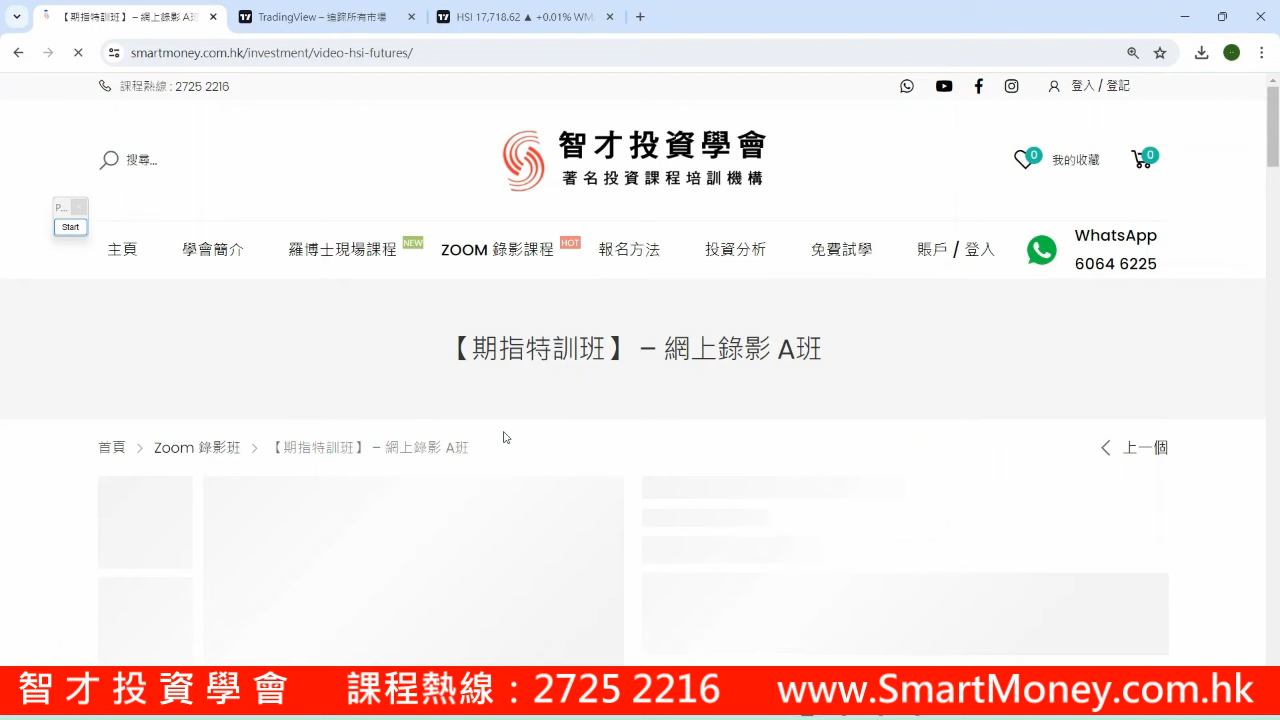 【期指特訓班】 – 網上錄影 A班
TradingView – 追踪所有市場
HSI 17,718.62 ▲ +0.01%
smartmoney.com.hk/investment/video-hsi-futures/
課程熱線 : 2725 2216
登入 / 登記
搜尋...
智才投資學會
著名投資課程培訓機構
0
我的收藏
0
P...
Start
主頁
學會簡介
羅博士現場課程
NEW
ZOOM 錄影課程
HOT
報名方法
投資分析
免費試學
賬戶 / 登入
WhatsApp
6064 6225
【期指特訓班】 – 網上錄影 A班
首頁 > Zoom 錄影班 > 【期指特訓班】 – 網上錄影 A班
上一個
智才投資學會 課程熱線：2725 2216 www.SmartMoney.com.hk